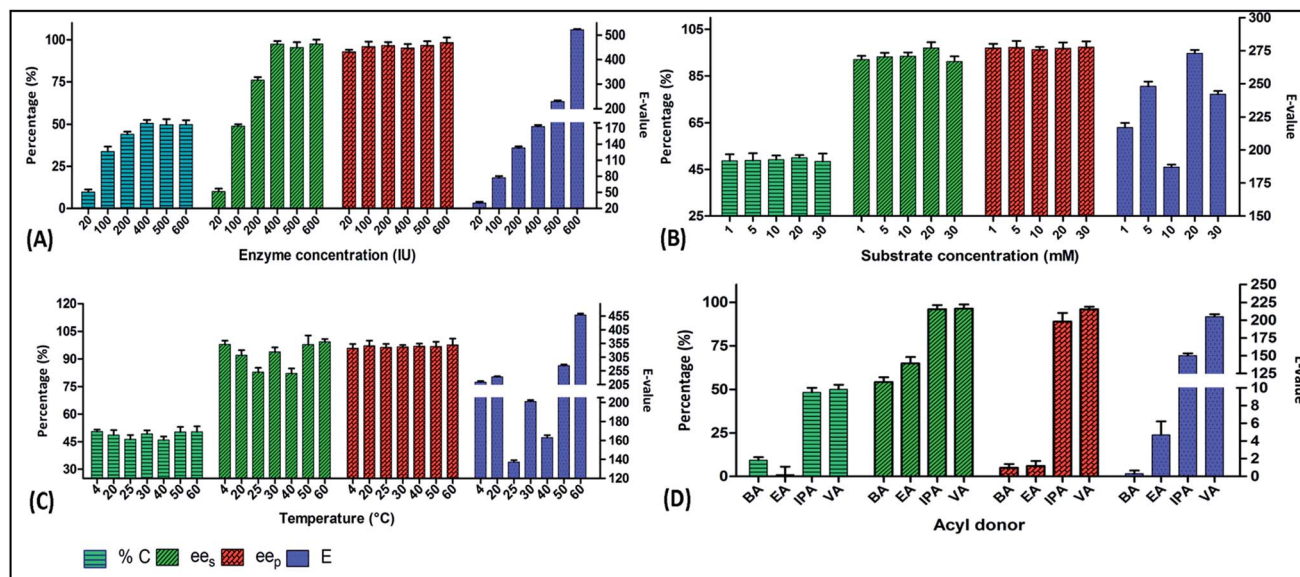 100
75
50
25
0
Percentage (%)
20 100 200 400 500 600
20 100 200 400 500 600
20 100 200 400 500 600
20 100 200 400 500 600
500
400
300
200
170
140
110
80
50
20
E-value
(A)
Enzyme concentration (IU)
105
85
65
45
25
Percentage (%)
1 5 10 20 30
1 5 10 20 30
1 5 10 20 30
1 5 10 20 30
300
275
250
225
200
175
150
E-value
(B)
Substrate concentration (mM)
120
105
90
75
60
45
30
Percentage (%)
4 20 25 30 40 50 60
4 20 25 30 40 50 60
4 20 25 30 40 50 60
4 20 25 30 40 50 60
455
405
355
305
255
205
200
180
160
140
120
E-value
(C)
Temperature (°C)
100
75
50
25
0
Percentage (%)
BA EA IPA VA
BA EA IPA VA
BA EA IPA VA
BA EA IPA VA
250
225
200
175
150
125
10
8
6
4
2
0
E-value
(D)
Acyl donor
% C ees eep E